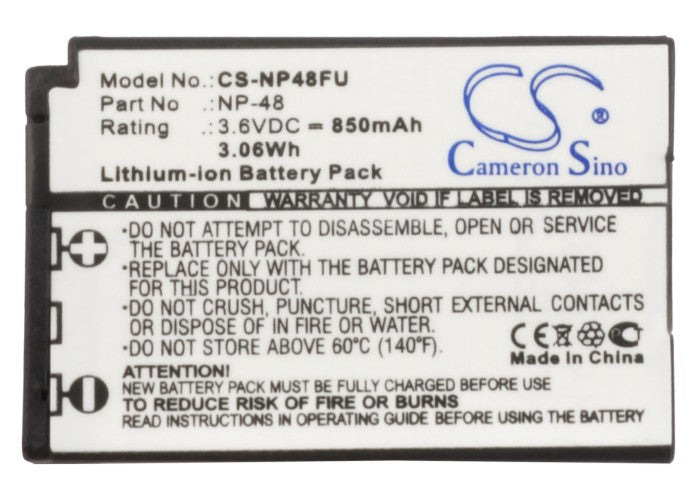 Model No.: CS-NP48FU
Part No : NP-48
Rating : 3.6VDC ⎓ 850mAh
3.06Wh
Lithium-ion Battery Pack
CS
Cameron Sino
CAUTION WARRANTY VOID IF LABEL REMOVED
•DO NOT ATTEMPT TO DISASSEMBLE, OPEN OR SERVICE
THE BATTERY PACK.
•REPLACE ONLY WITH THE BATTERY PACK DESIGNATED
FOR THIS PRODUCT.
•DO NOT CRUSH, PUNCTURE, SHORT EXTERNAL CONTACTS
OR DISPOSE OF IN FIRE OR WATER.
•DO NOT STORE ABOVE 60°C (140°F)
CE
Made in China
ATTENTION!
NEW BATTERY PACK MUST BE FULLY CHARGED BEFORE USE
TO REDUCE RISK OF FIRE OR BURNS
READ INSTRUCTIONS IN OPERATING GUIDE BEFORE USING THE BATTERY